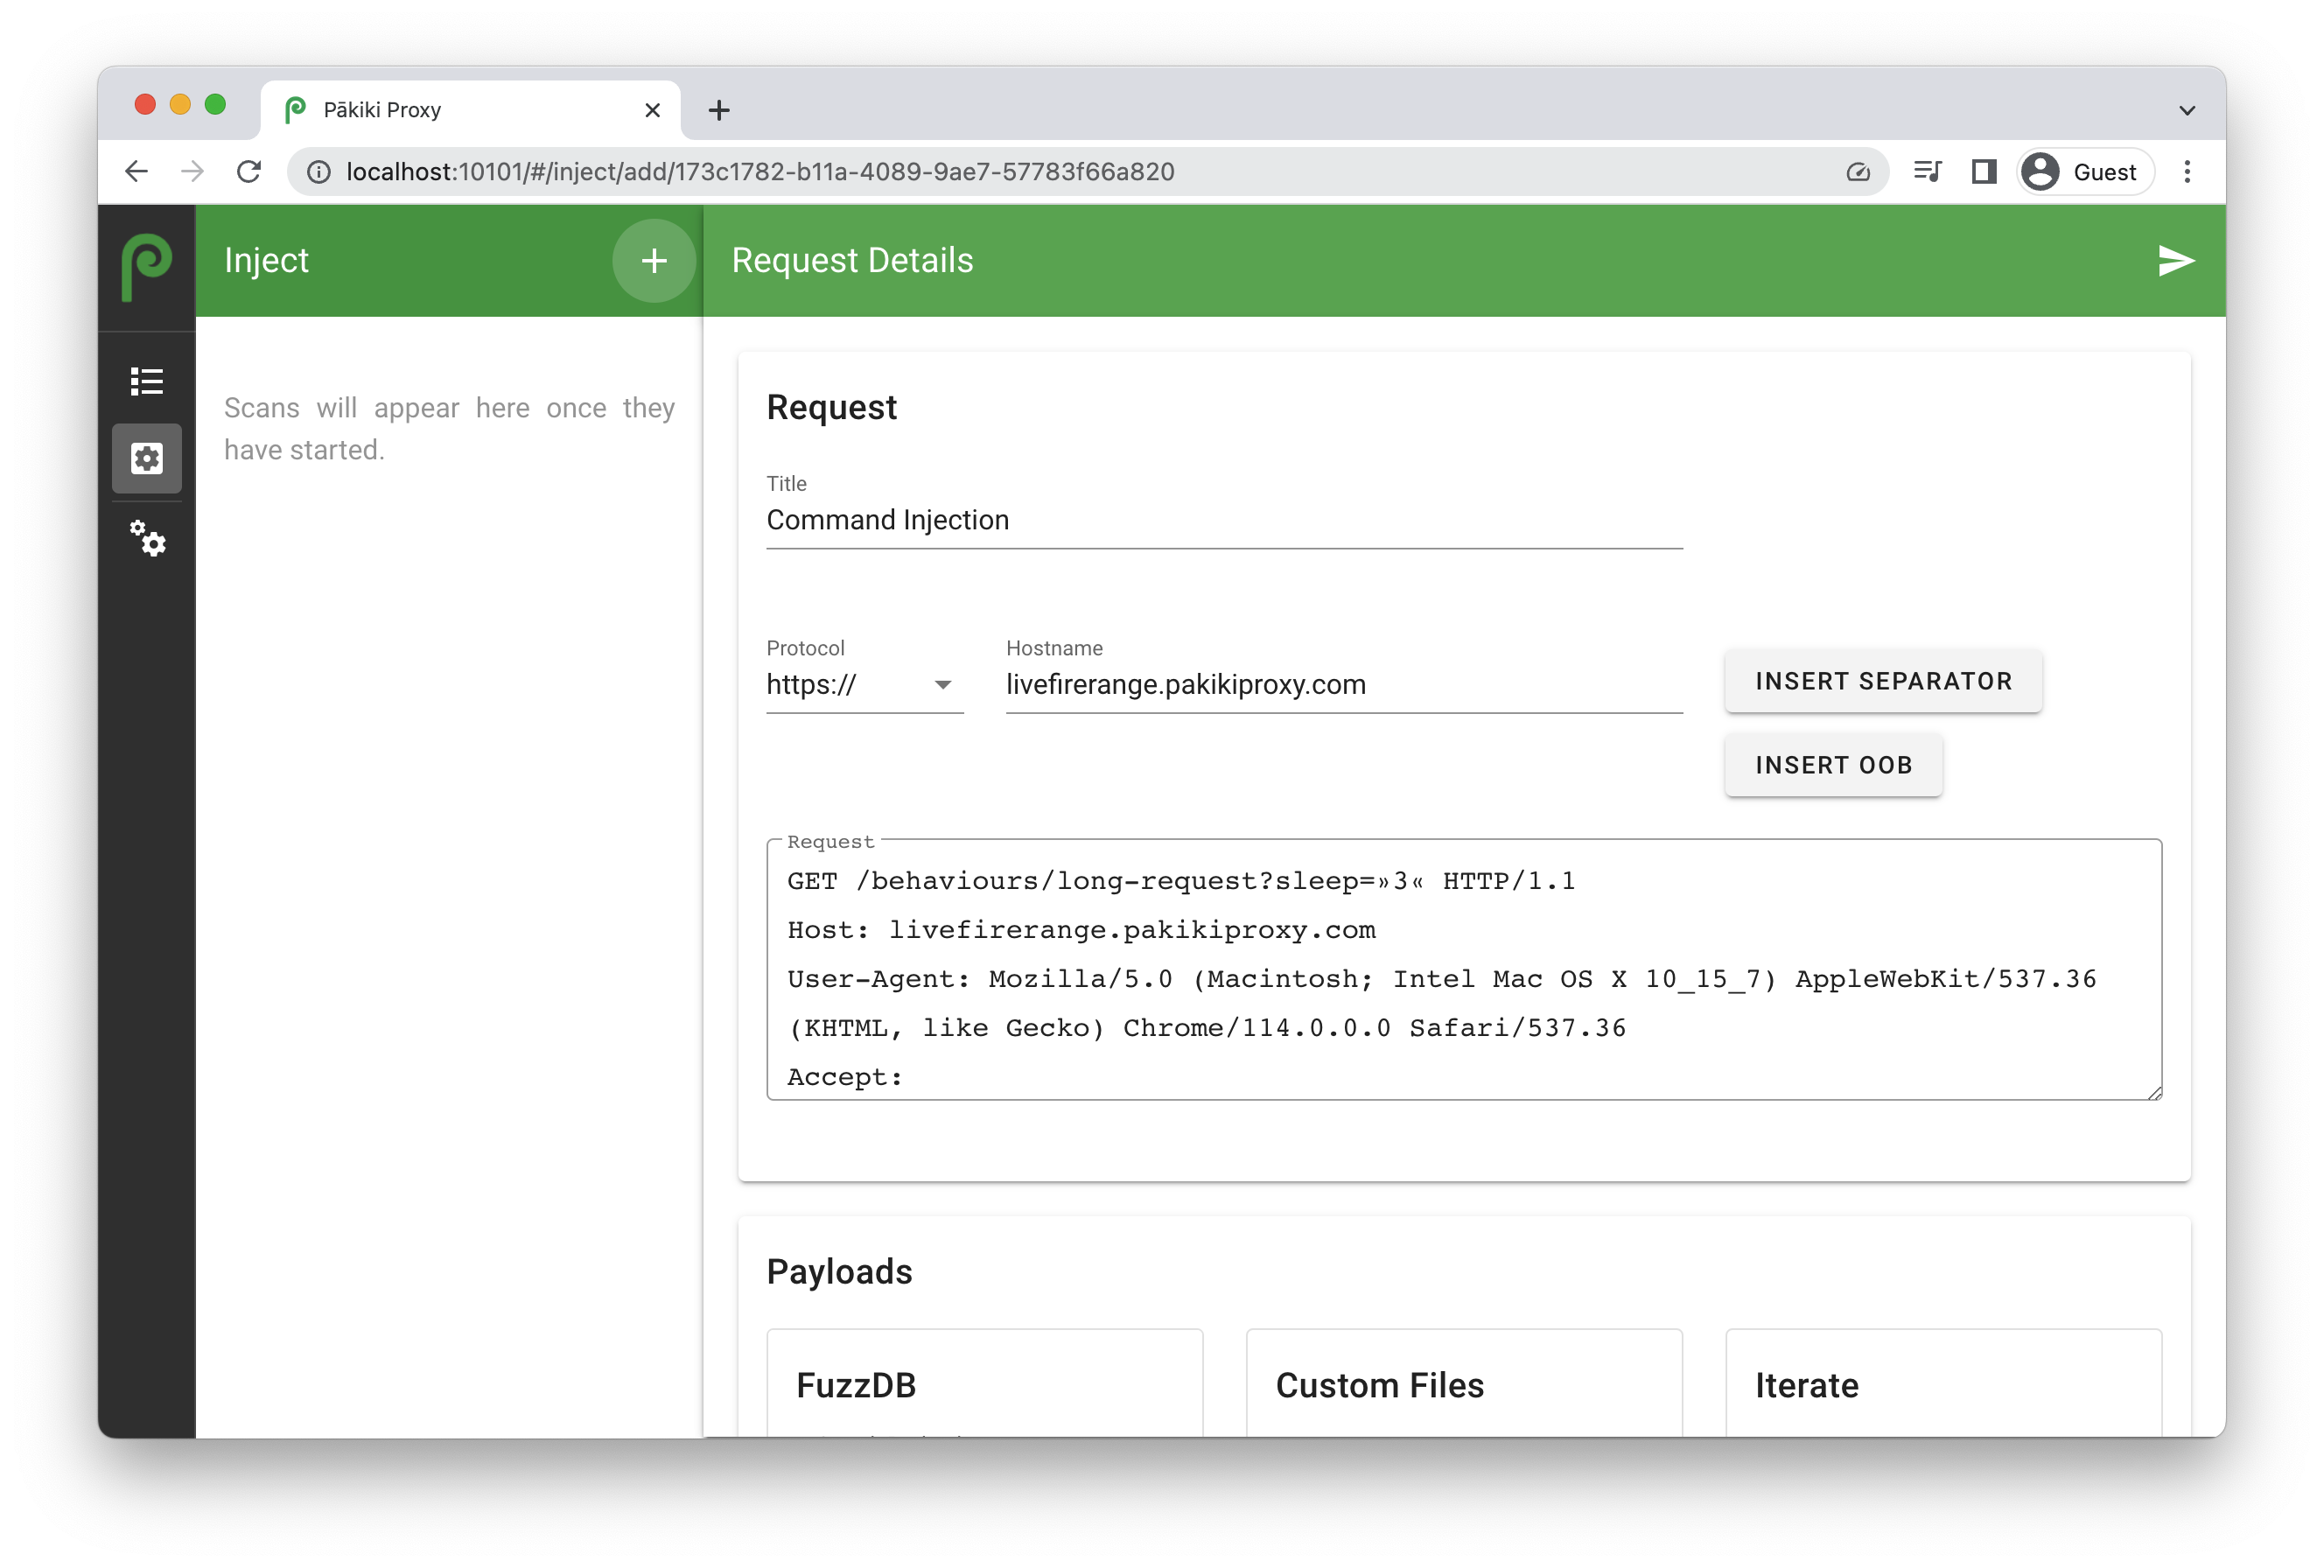 Pākiki Proxy
localhost:10101/#/inject/add/173c1782-b11a-4089-9ae7-57783f66a820
Guest
Inject
Request Details
Scans will appear here once they
have started.
Request
Title
Command Injection
Protocol
https://
Hostname
livefirerange.pakikiproxy.com
INSERT SEPARATOR
INSERT OOB
Request
GET /behaviours/long-request?sleep=»3« HTTP/1.1
Host: livefirerange.pakikiproxy.com
User-Agent: Mozilla/5.0 (Macintosh; Intel Mac OS X 10_15_7) AppleWebKit/537.36
(KHTML, like Gecko) Chrome/114.0.0.0 Safari/537.36
Accept:
Payloads
FuzzDB
Custom Files
Iterate